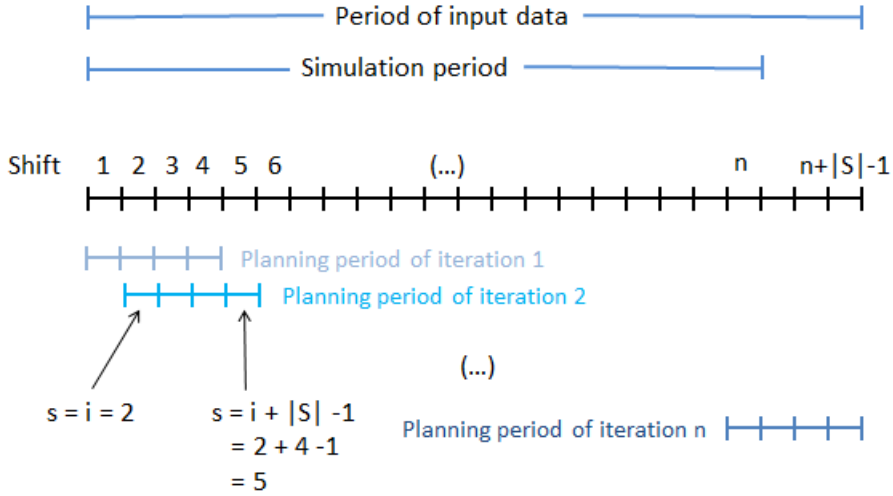 Period of input data
Simulation period
Shift 1 2 3 4 5 6 (...) n n+|S|-1
Planning period of iteration 1
Planning period of iteration 2
(...)
s = i = 2
s = i + |S| -1
= 2 + 4 -1
= 5
Planning period of iteration n